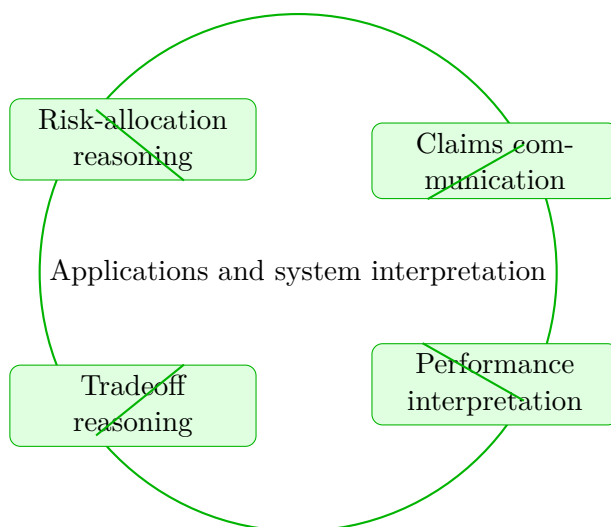 Risk-allocation
reasoning
Claims com-
munication
Applications and system interpretation
Tradeoff
reasoning
Performance
interpretation